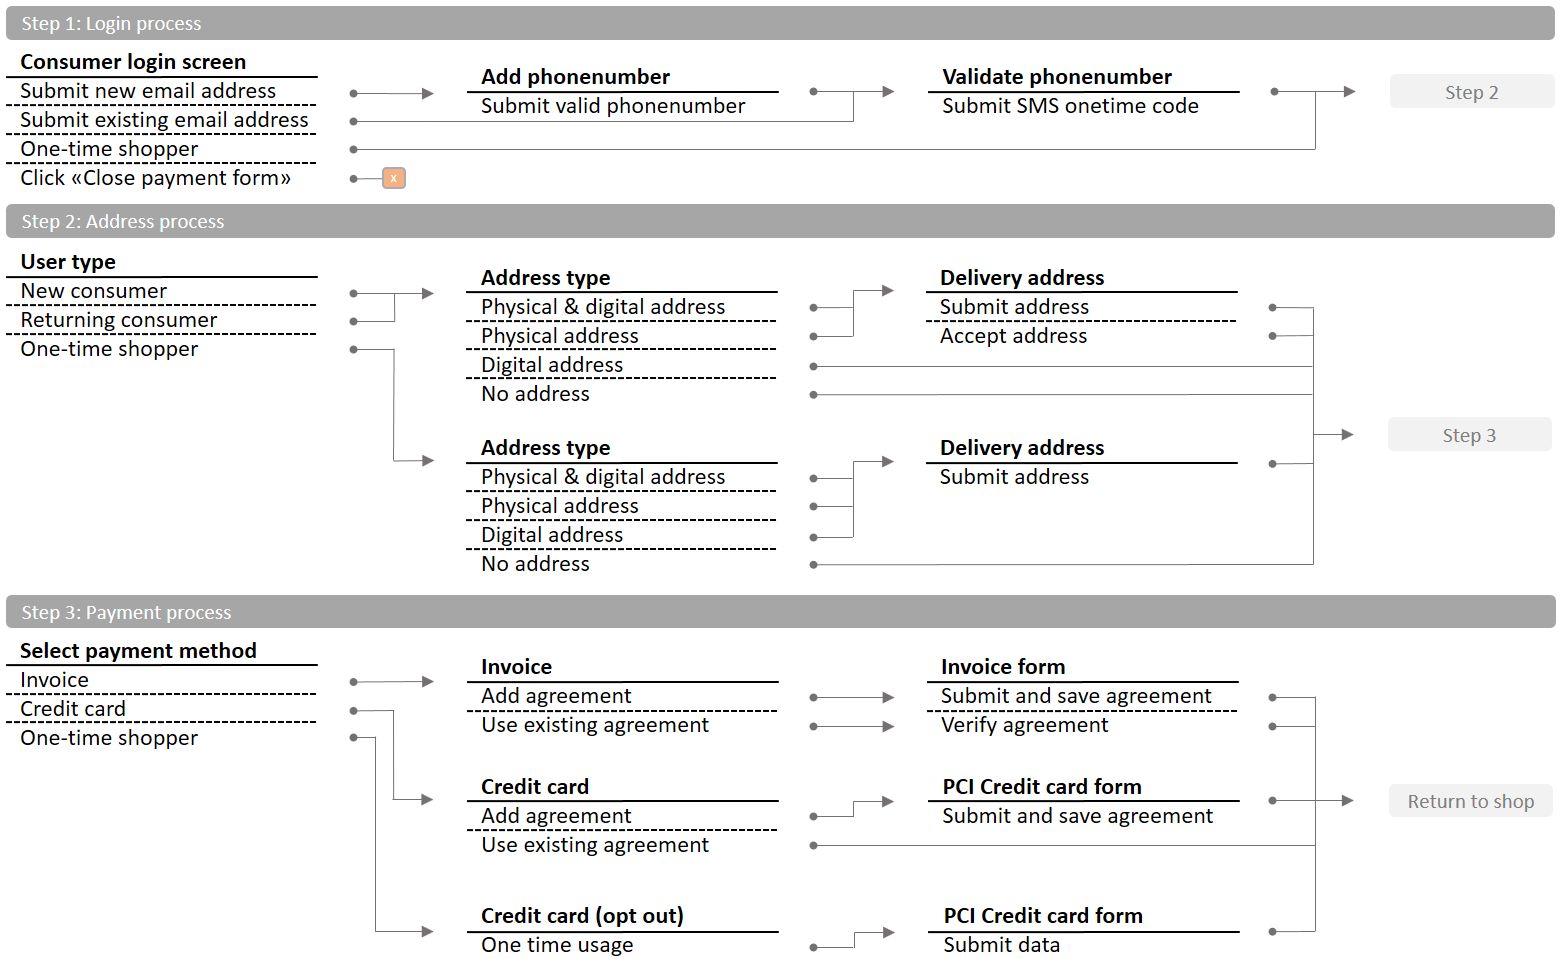 Step 1: Login process
Consumer login screen
Submit new email address
Submit existing email address
One-time shopper
Click «Close payment form»
x
Add phonenumber
Submit valid phonenumber
Validate phonenumber
Submit SMS onetime code
Step 2
Step 2: Address process
User type
New consumer
Returning consumer
One-time shopper
Address type
Physical & digital address
Physical address
Digital address
No address
Delivery address
Submit address
Accept address
Address type
Physical & digital address
Physical address
Digital address
No address
Delivery address
Submit address
Step 3
Step 3: Payment process
Select payment method
Invoice
Credit card
One-time shopper
Invoice
Add agreement
Use existing agreement
Invoice form
Submit and save agreement
Verify agreement
Credit card
Add agreement
Use existing agreement
PCI Credit card form
Submit and save agreement
Return to shop
Credit card (opt out)
One time usage
PCI Credit card form
Submit data